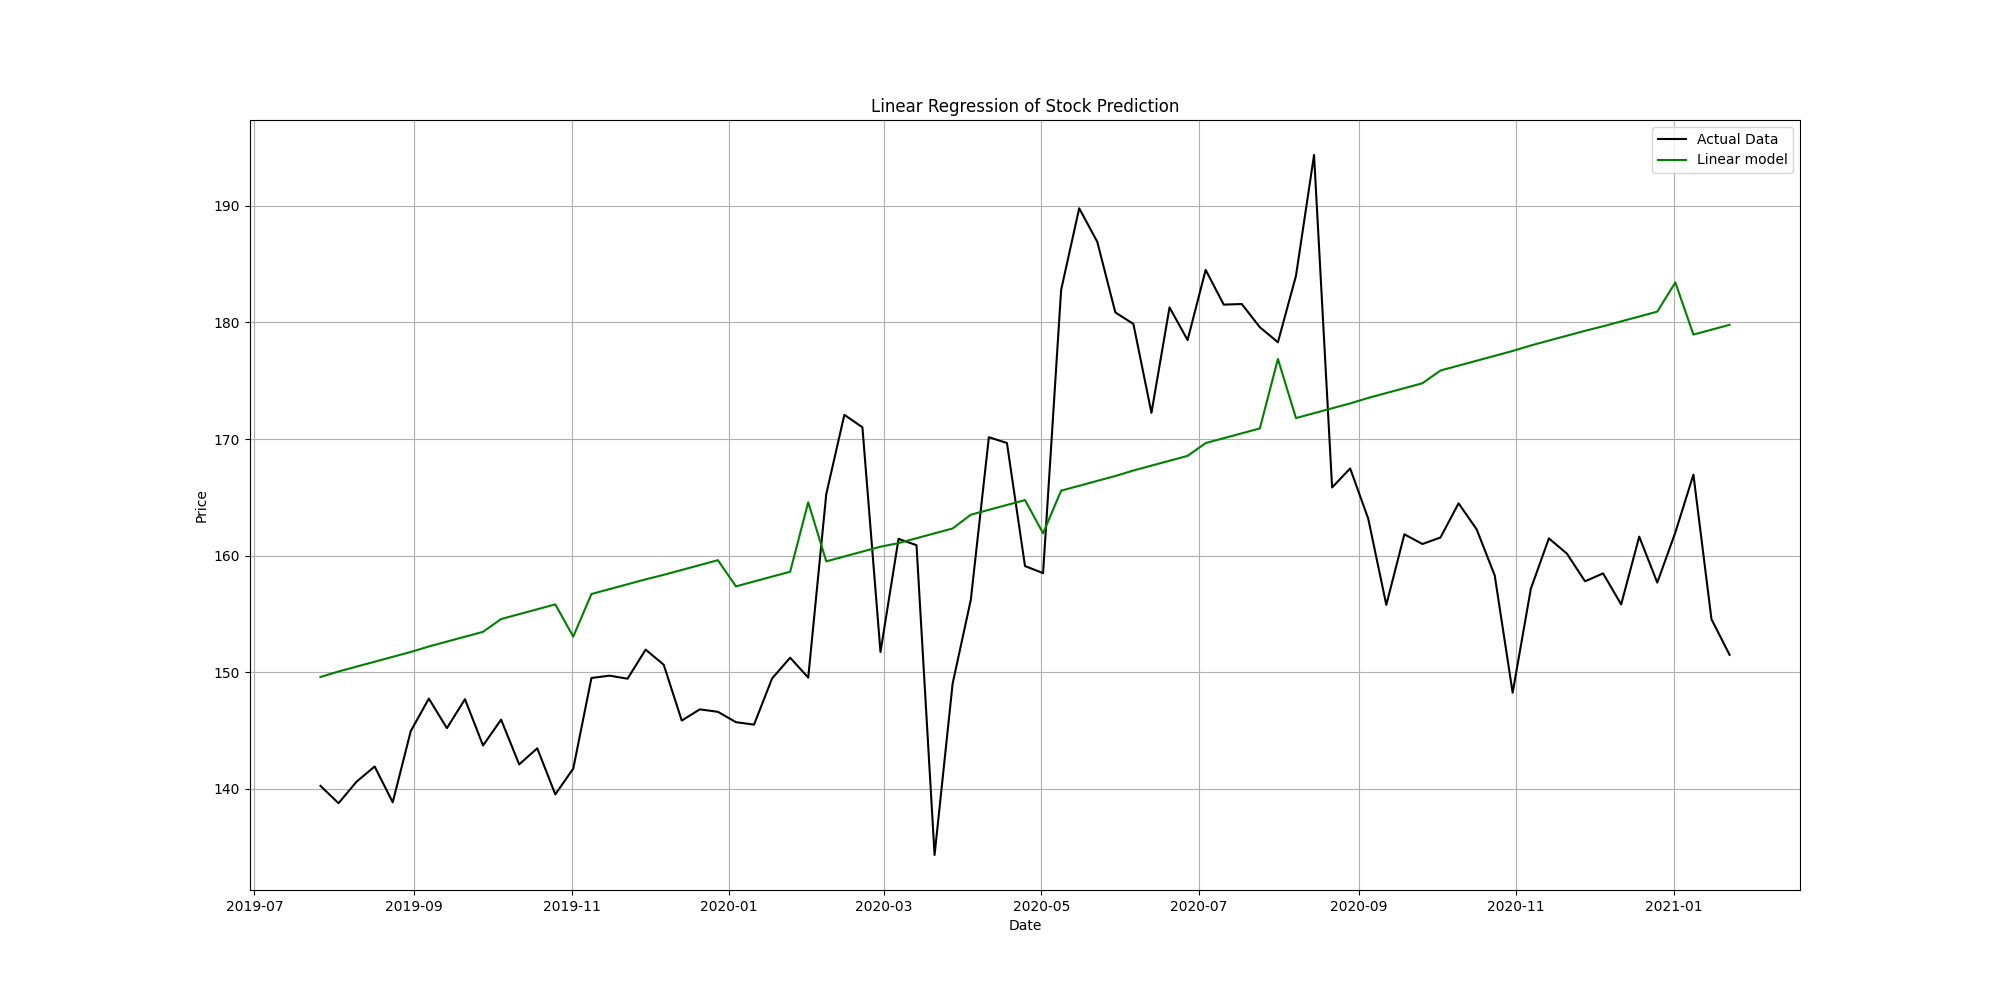 Linear Regression of Stock Prediction
Actual Data
Linear model
Price
190
180
170
160
150
140
2019-07 2019-09 2019-11 2020-01 2020-03 2020-05 2020-07 2020-09 2020-11 2021-01
Date